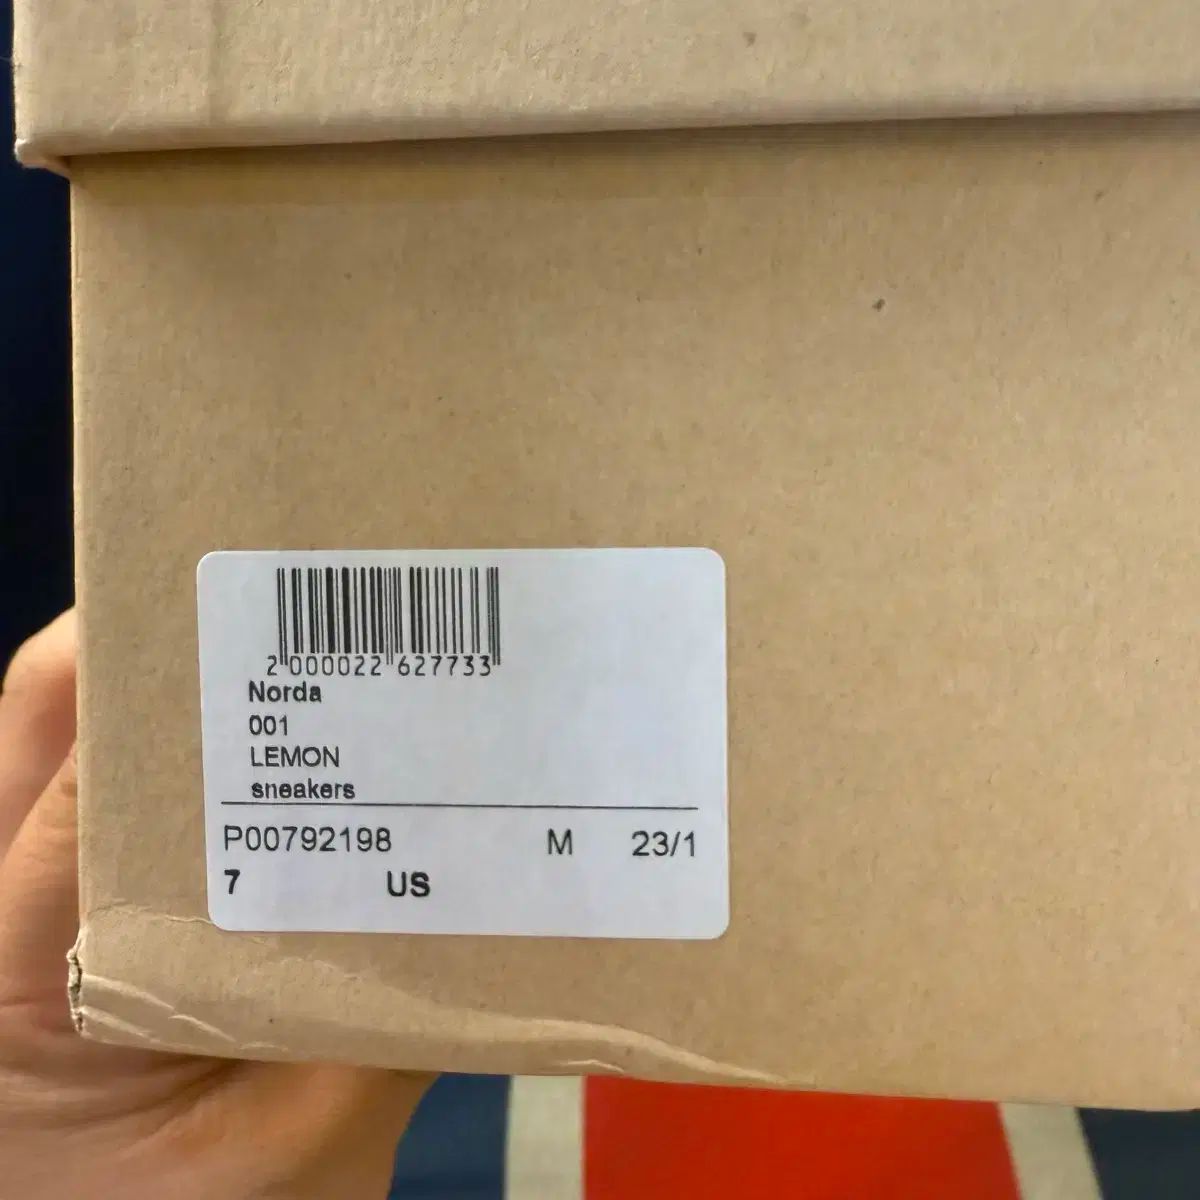 2 000022 627733
Norda
001
LEMON
sneakers
P00792198 M 23/1
7 US